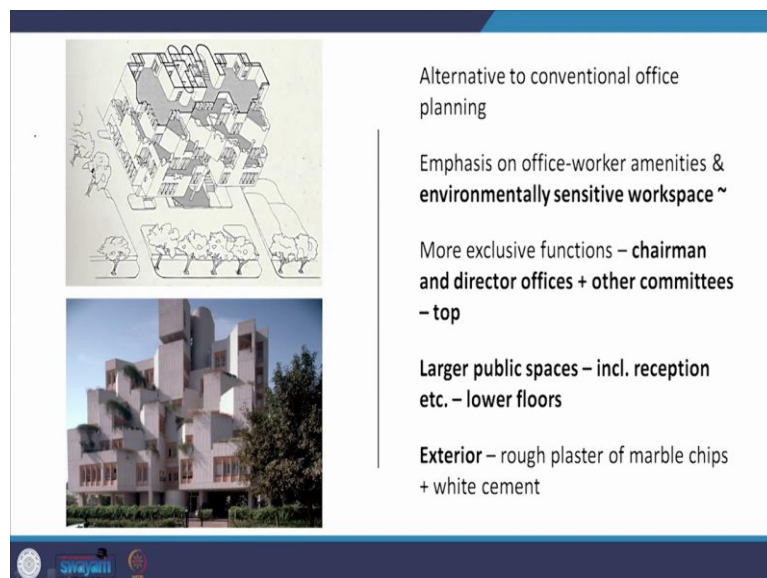 Alternative to conventional office
planning
Emphasis on office-worker amenities &
environmentally sensitive workspace ~
More exclusive functions – chairman
and director offices + other committees
– top
Larger public spaces – incl. reception
etc. – lower floors
Exterior – rough plaster of marble chips
+ white cement
swayam